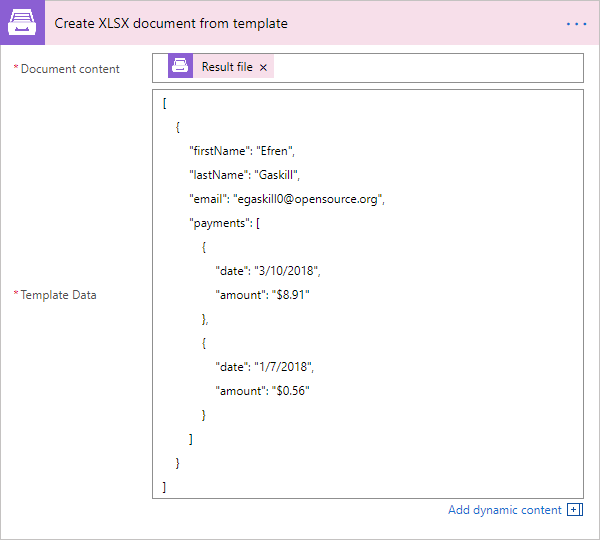 Create XLSX document from template
* Document content
Result file ×
* Template Data
[
{
"firstName": "Efren",
"lastName": "Gaskill",
"email": "egaskill0@opensource.org",
"payments": [
{
"date": "3/10/2018",
"amount": "$8.91"
},
{
"date": "1/7/2018",
"amount": "$0.56"
}
]
}
]
Add dynamic content